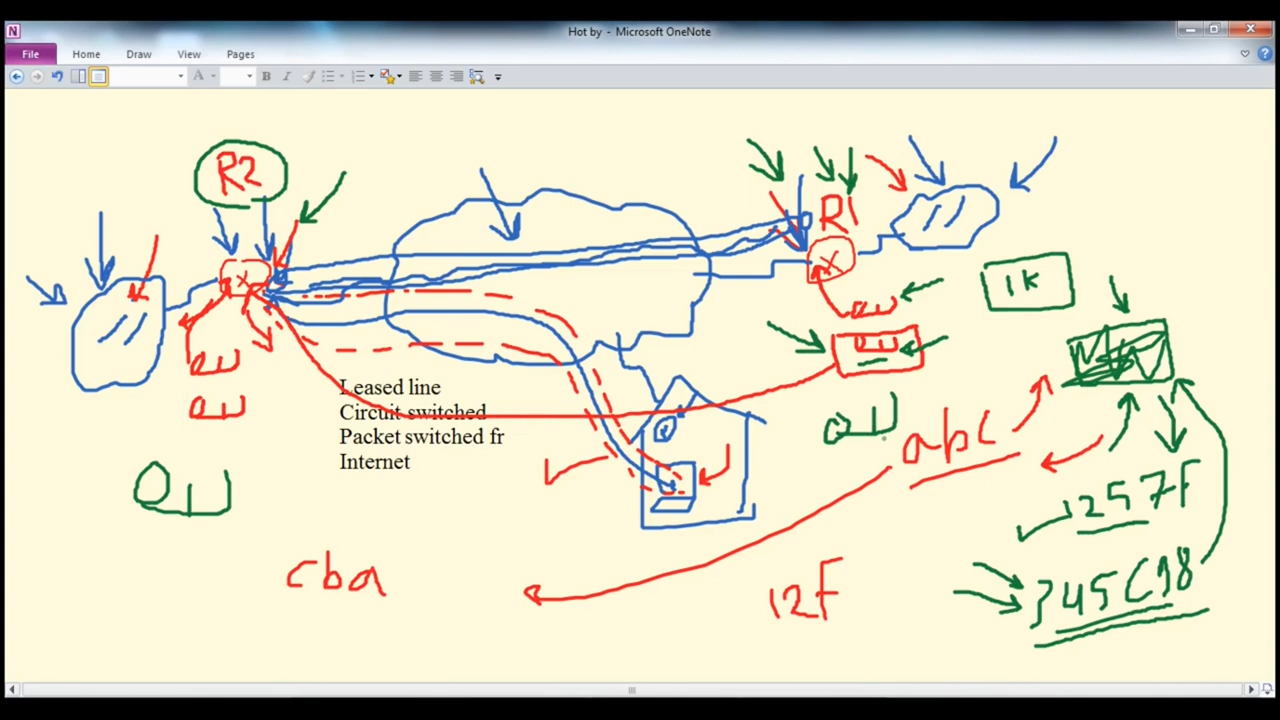 Hot by - Microsoft OneNote
File Home Draw View Pages
R2
R1
X
X
1K
Leased line
Circuit switched
Packet switched fr
Internet
abc
1257F
345C98
cba
12F